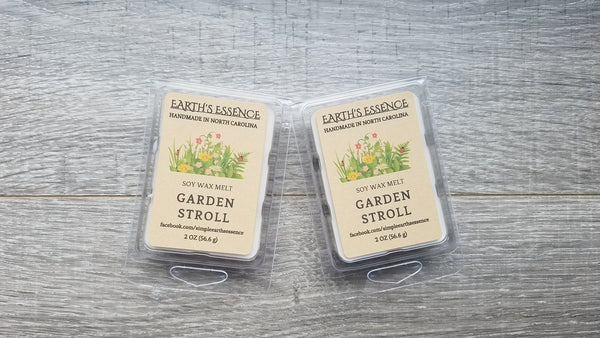 EARTH'S ESSENCE
HANDMADE IN NORTH CAROLINA
SOY WAX MELT
GARDEN
STROLL
facebook.com/simpleearthsessence
2 OZ (56.6 g)
EARTH'S ESSENCE
HANDMADE IN NORTH CAROLINA
SOY WAX MELT
GARDEN
STROLL
facebook.com/simpleearthsessence
2 OZ (56.6 g)